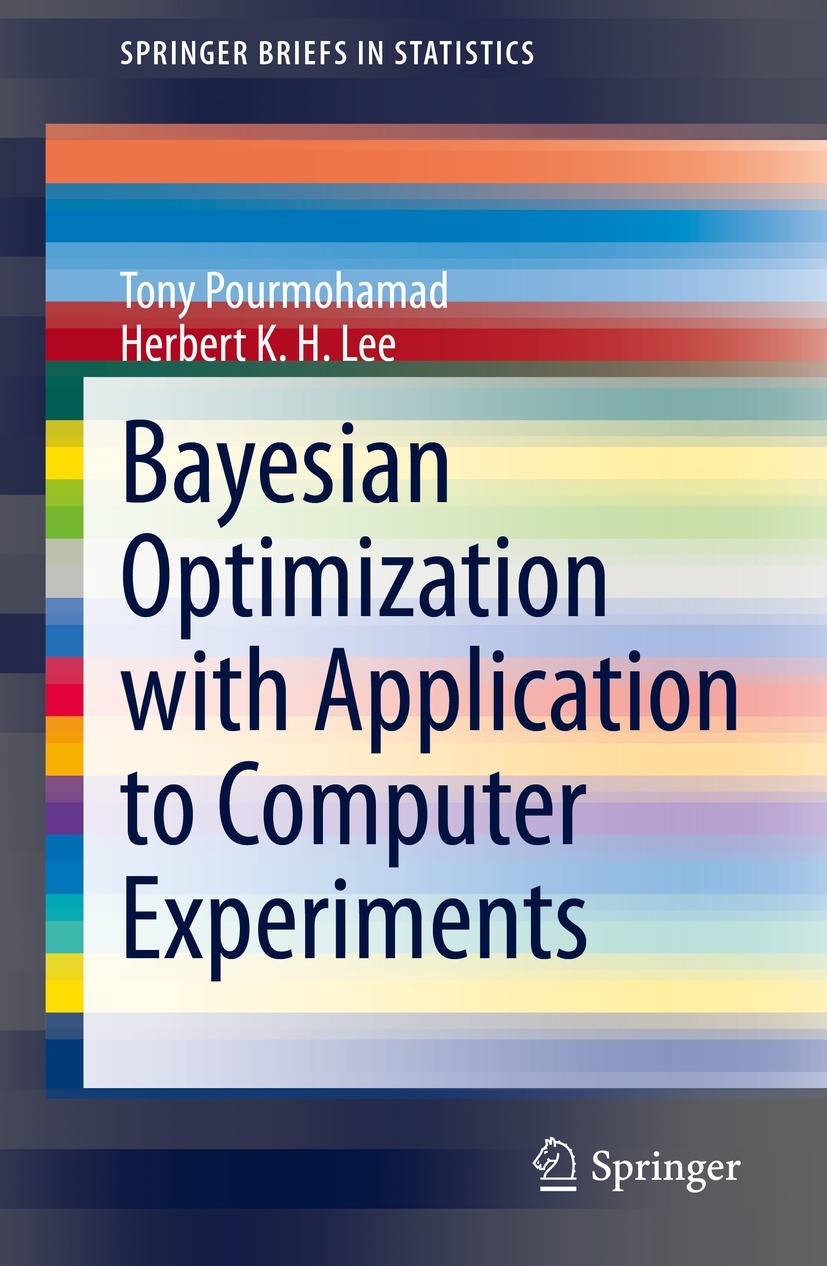 SPRINGER BRIEFS IN STATISTICS
Tony Pourmohamad
Herbert K. H. Lee
Bayesian
Optimization
with Application
to Computer
Experiments
Springer